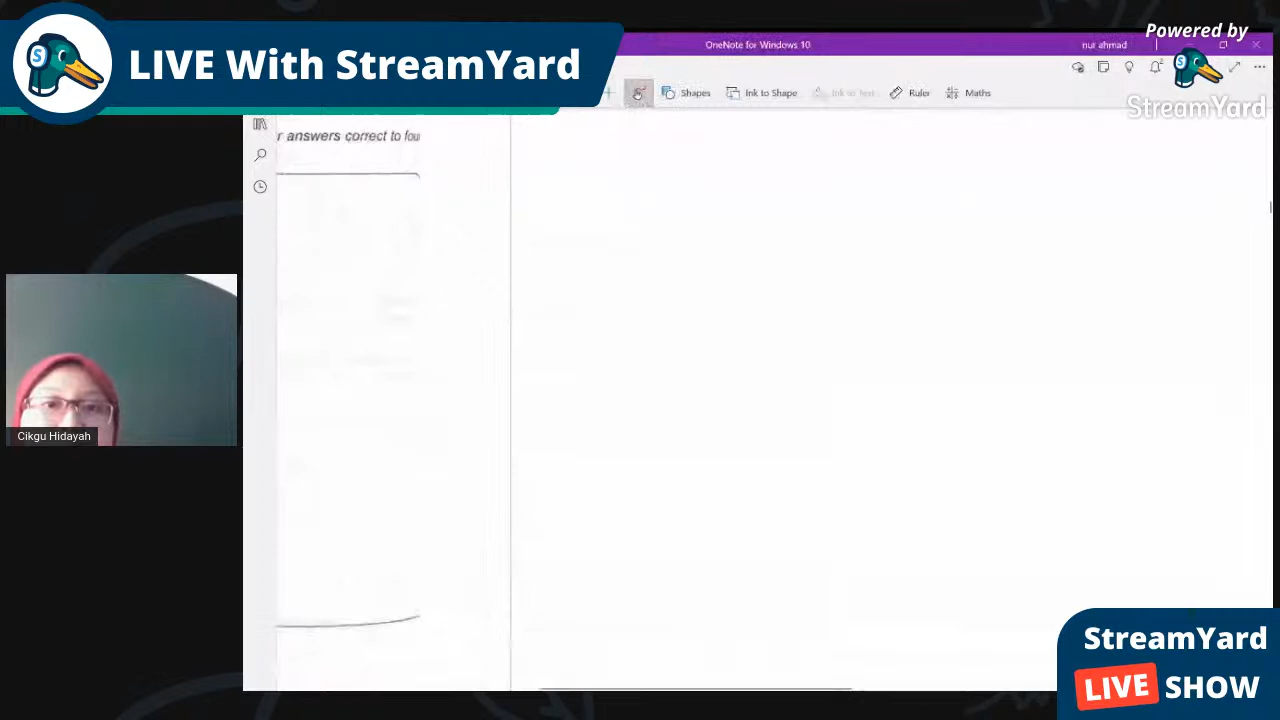 LIVE With StreamYard
OneNote for Windows 10
nur ahmad
Powered by
StreamYard
Shapes
Ink to Shape
Ink to Text
Ruler
Maths
r answers correct to fou
Cikgu Hidayah
StreamYard
LIVE SHOW